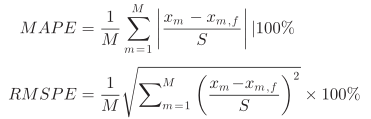 MAPE = \frac{1}{M} \sum_{m=1}^{M} \left| \frac{x_m - x_{m,f}}{S} \right| |100\%
RMSPE = \frac{1}{M} \sqrt{\sum_{m=1}^{M} \left( \frac{x_m - x_{m,f}}{S} \right)^2} \times 100\%